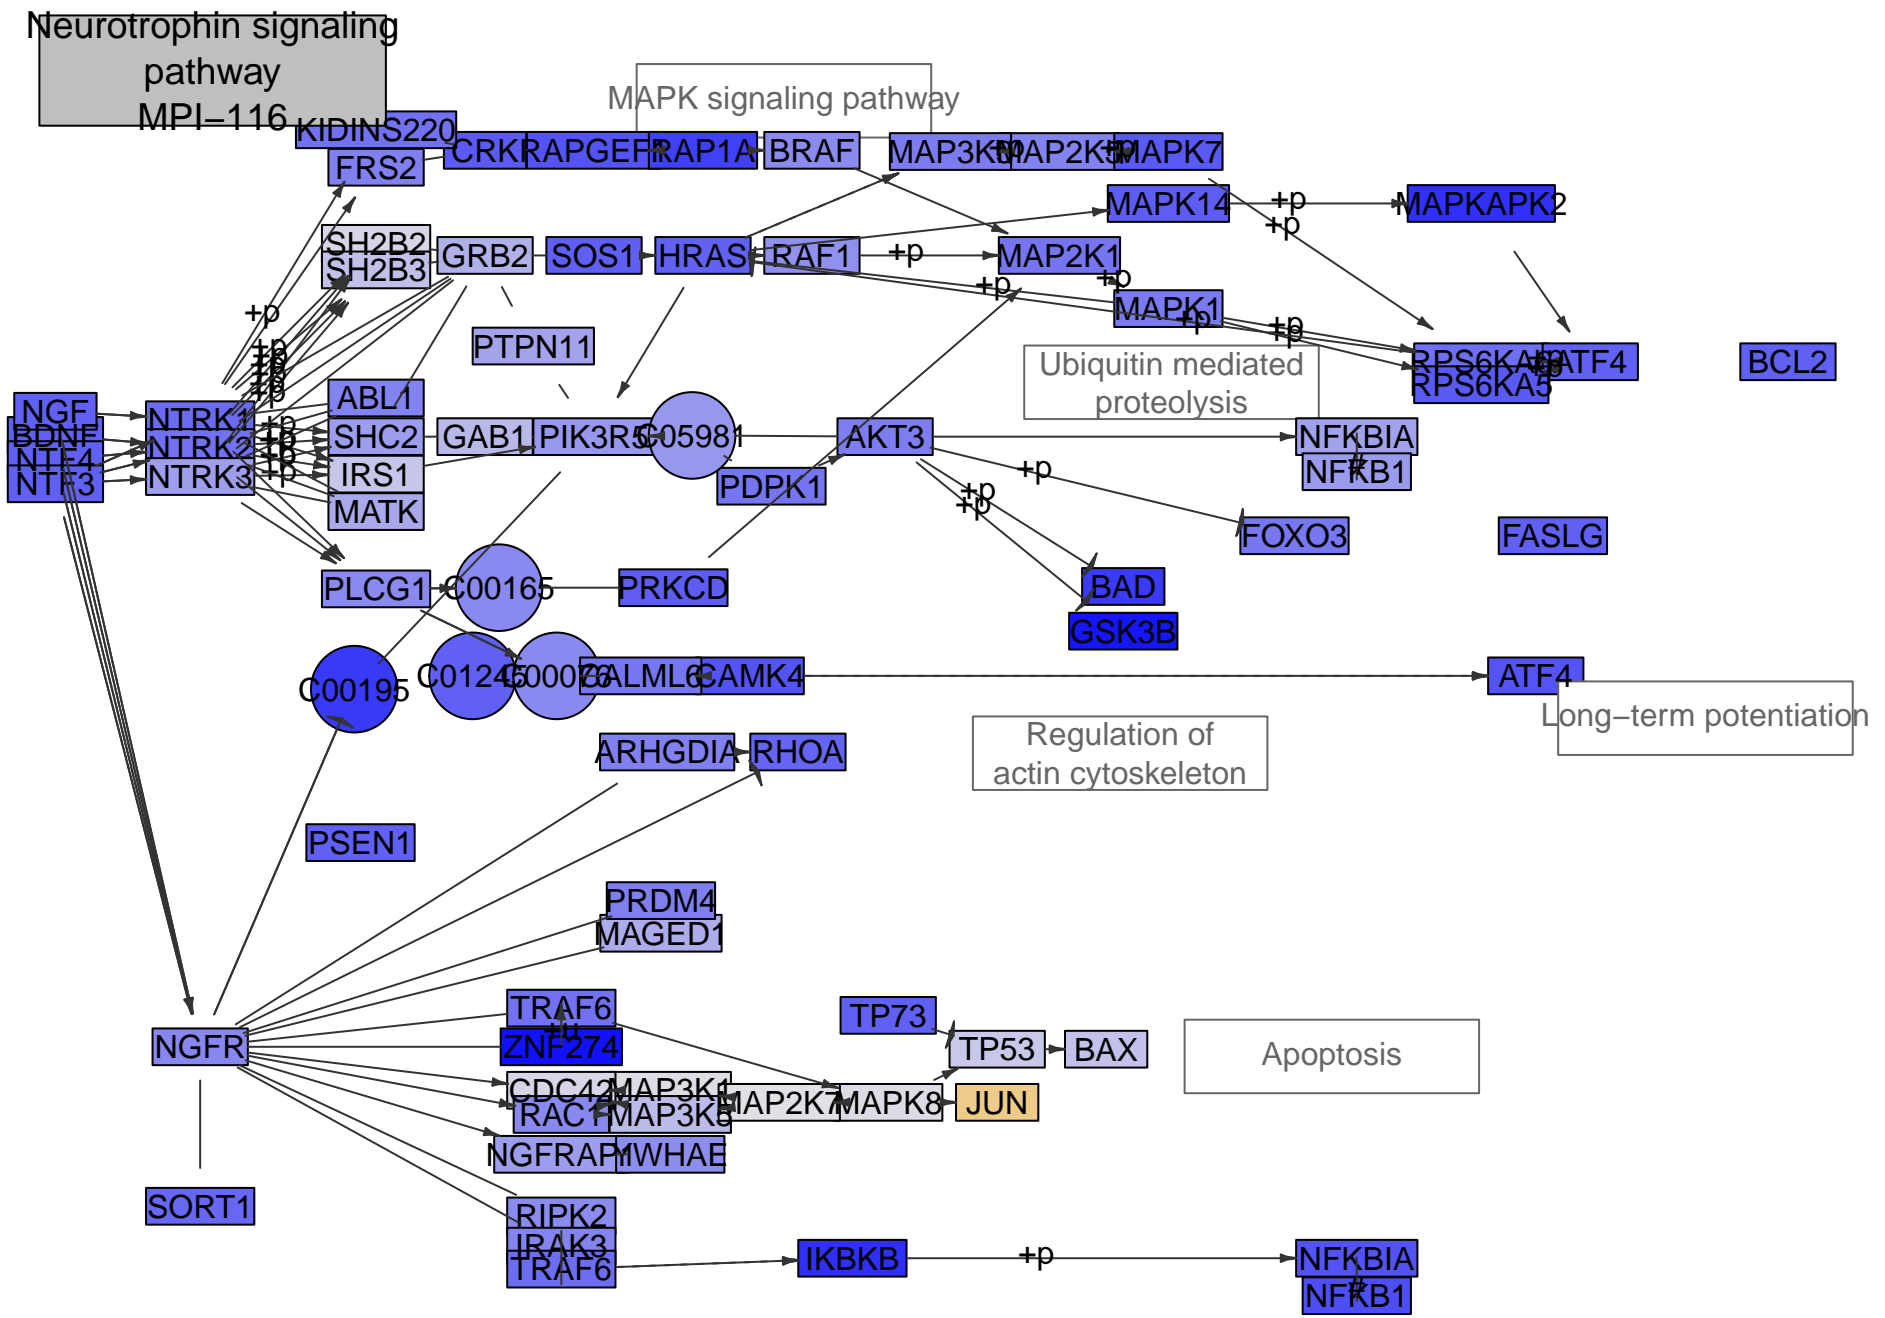 Neurotrophin signaling
pathway
MPI−116
MAPK signaling pathway
KIDINS220
FRS2
RAP1A
BRAF
MAP3K3
+p
MAP2K5
+p
MAPK7
MAPK14
+p
MAPKAPK2
+p
SH2B2
SH2B3
GRB2
SOS1
HRAS
RAF1
+p
MAP2K1
+p
+p
MAPK1
+p
+p
+p
+p
PTPN11
Ubiquitin mediated
proteolysis
RPS6KA5
ATF4
BCL2
+p
+p
+p
+p
+p
ABL1
NGF
BDNF
NTF4
NTF3
NTRK1
NTRK2
NTRK3
+p
+p
+p
+p
SHC2
IRS1
MATK
GAB1
PIK3R5
C05981
AKT3
PDPK1
+p
+p
+p
NFKBIA
NFKB1
FOXO3
FASLG
PLCG1
C00165
PRKCD
BAD
GSK3B
C00195
C01245
C00076
CALML6
CAMK4
ATF4
Long−term potentiation
ARHGDIA
RHOA
Regulation of
actin cytoskeleton
PSEN1
PRDM4
MAGED1
TRAF6
+u
ZNF274
NGFR
TP73
TP53
BAX
Apoptosis
CDC42
RAC1
MAP3K1
MAP3K5
MAP2K7
MAPK8
JUN
NGFRAP1
YWHAE
SORT1
RIPK2
IRAK3
TRAF6
IKBKB
+p
NFKBIA
NFKB1